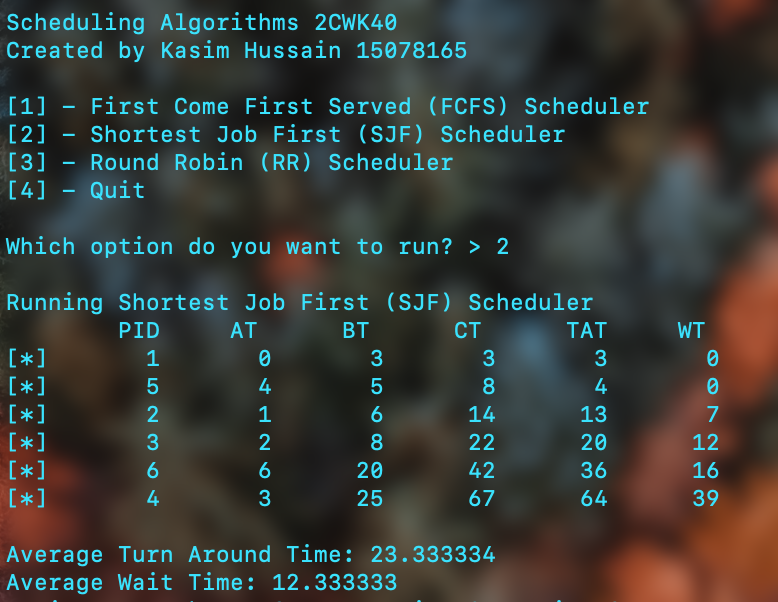 Scheduling Algorithms 2CWK40
Created by Kasim Hussain 15078165
[1] – First Come First Served (FCFS) Scheduler
[2] – Shortest Job First (SJF) Scheduler
[3] – Round Robin (RR) Scheduler
[4] – Quit
Which option do you want to run? > 2
Running Shortest Job First (SJF) Scheduler
PID AT BT CT TAT WT
[*] 1 0 3 3 3 0
[*] 5 4 5 8 4 0
[*] 2 1 6 14 13 7
[*] 3 2 8 22 20 12
[*] 6 6 20 42 36 16
[*] 4 3 25 67 64 39
Average Turn Around Time: 23.333334
Average Wait Time: 12.333333